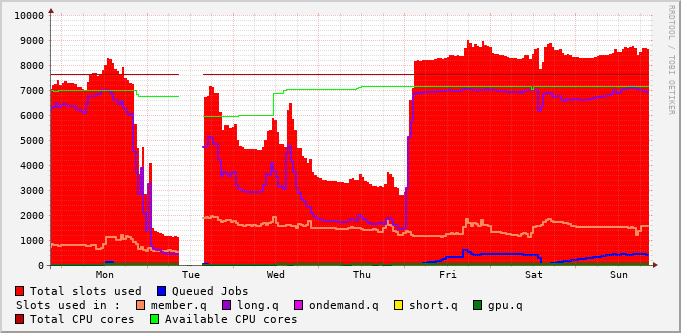 RRDTOOL / TOBI OETIKER
10000
9000
8000
7000
6000
5000
4000
3000
2000
1000
0
Mon Tue Wed Thu Fri Sat Sun
Total slots used Queued Jobs
Slots used in : member.q long.q ondemand.q short.q gpu.q
Total CPU cores Available CPU cores